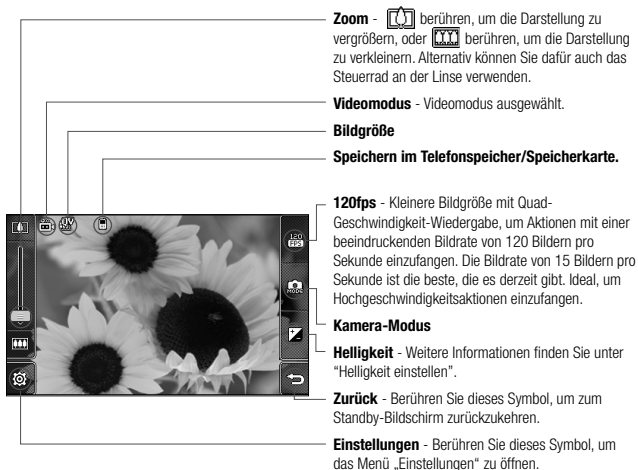 Zoom - berühren, um die Darstellung zu
vergrößern, oder berühren, um die Darstellung
zu verkleinern. Alternativ können Sie dafür auch das
Steuerrad an der Linse verwenden.
Videomodus - Videomodus ausgewählt.
Bildgröße
Speichern im Telefonspeicher/Speicherkarte.
120fps - Kleinere Bildgröße mit Quad-
Geschwindigkeit-Wiedergabe, um Aktionen mit einer
beeindruckenden Bildrate von 120 Bildern pro
Sekunde einzufangen. Die Bildrate von 15 Bildern pro
Sekunde ist die beste, die es derzeit gibt. Ideal, um
Hochgeschwindigkeitsaktionen einzufangen.
Kamera-Modus
Helligkeit - Weitere Informationen finden Sie unter
“Helligkeit einstellen”.
Zurück - Berühren Sie dieses Symbol, um zum
Standby-Bildschirm zurückzukehren.
Einstellungen - Berühren Sie dieses Symbol, um
das Menü „Einstellungen“ zu öffnen.
120
FPS
MODE